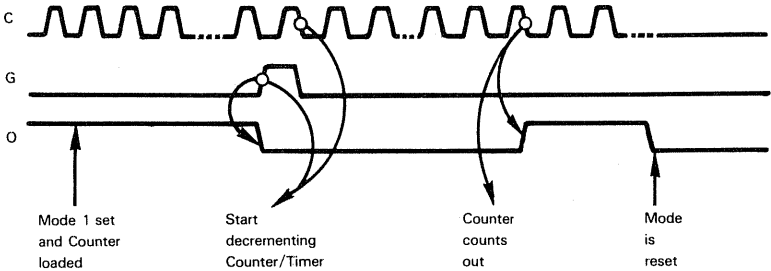 C
G
O
Mode 1 set
and Counter
loaded
Start
decrementing
Counter/Timer
Counter
counts
out
Mode
is
reset